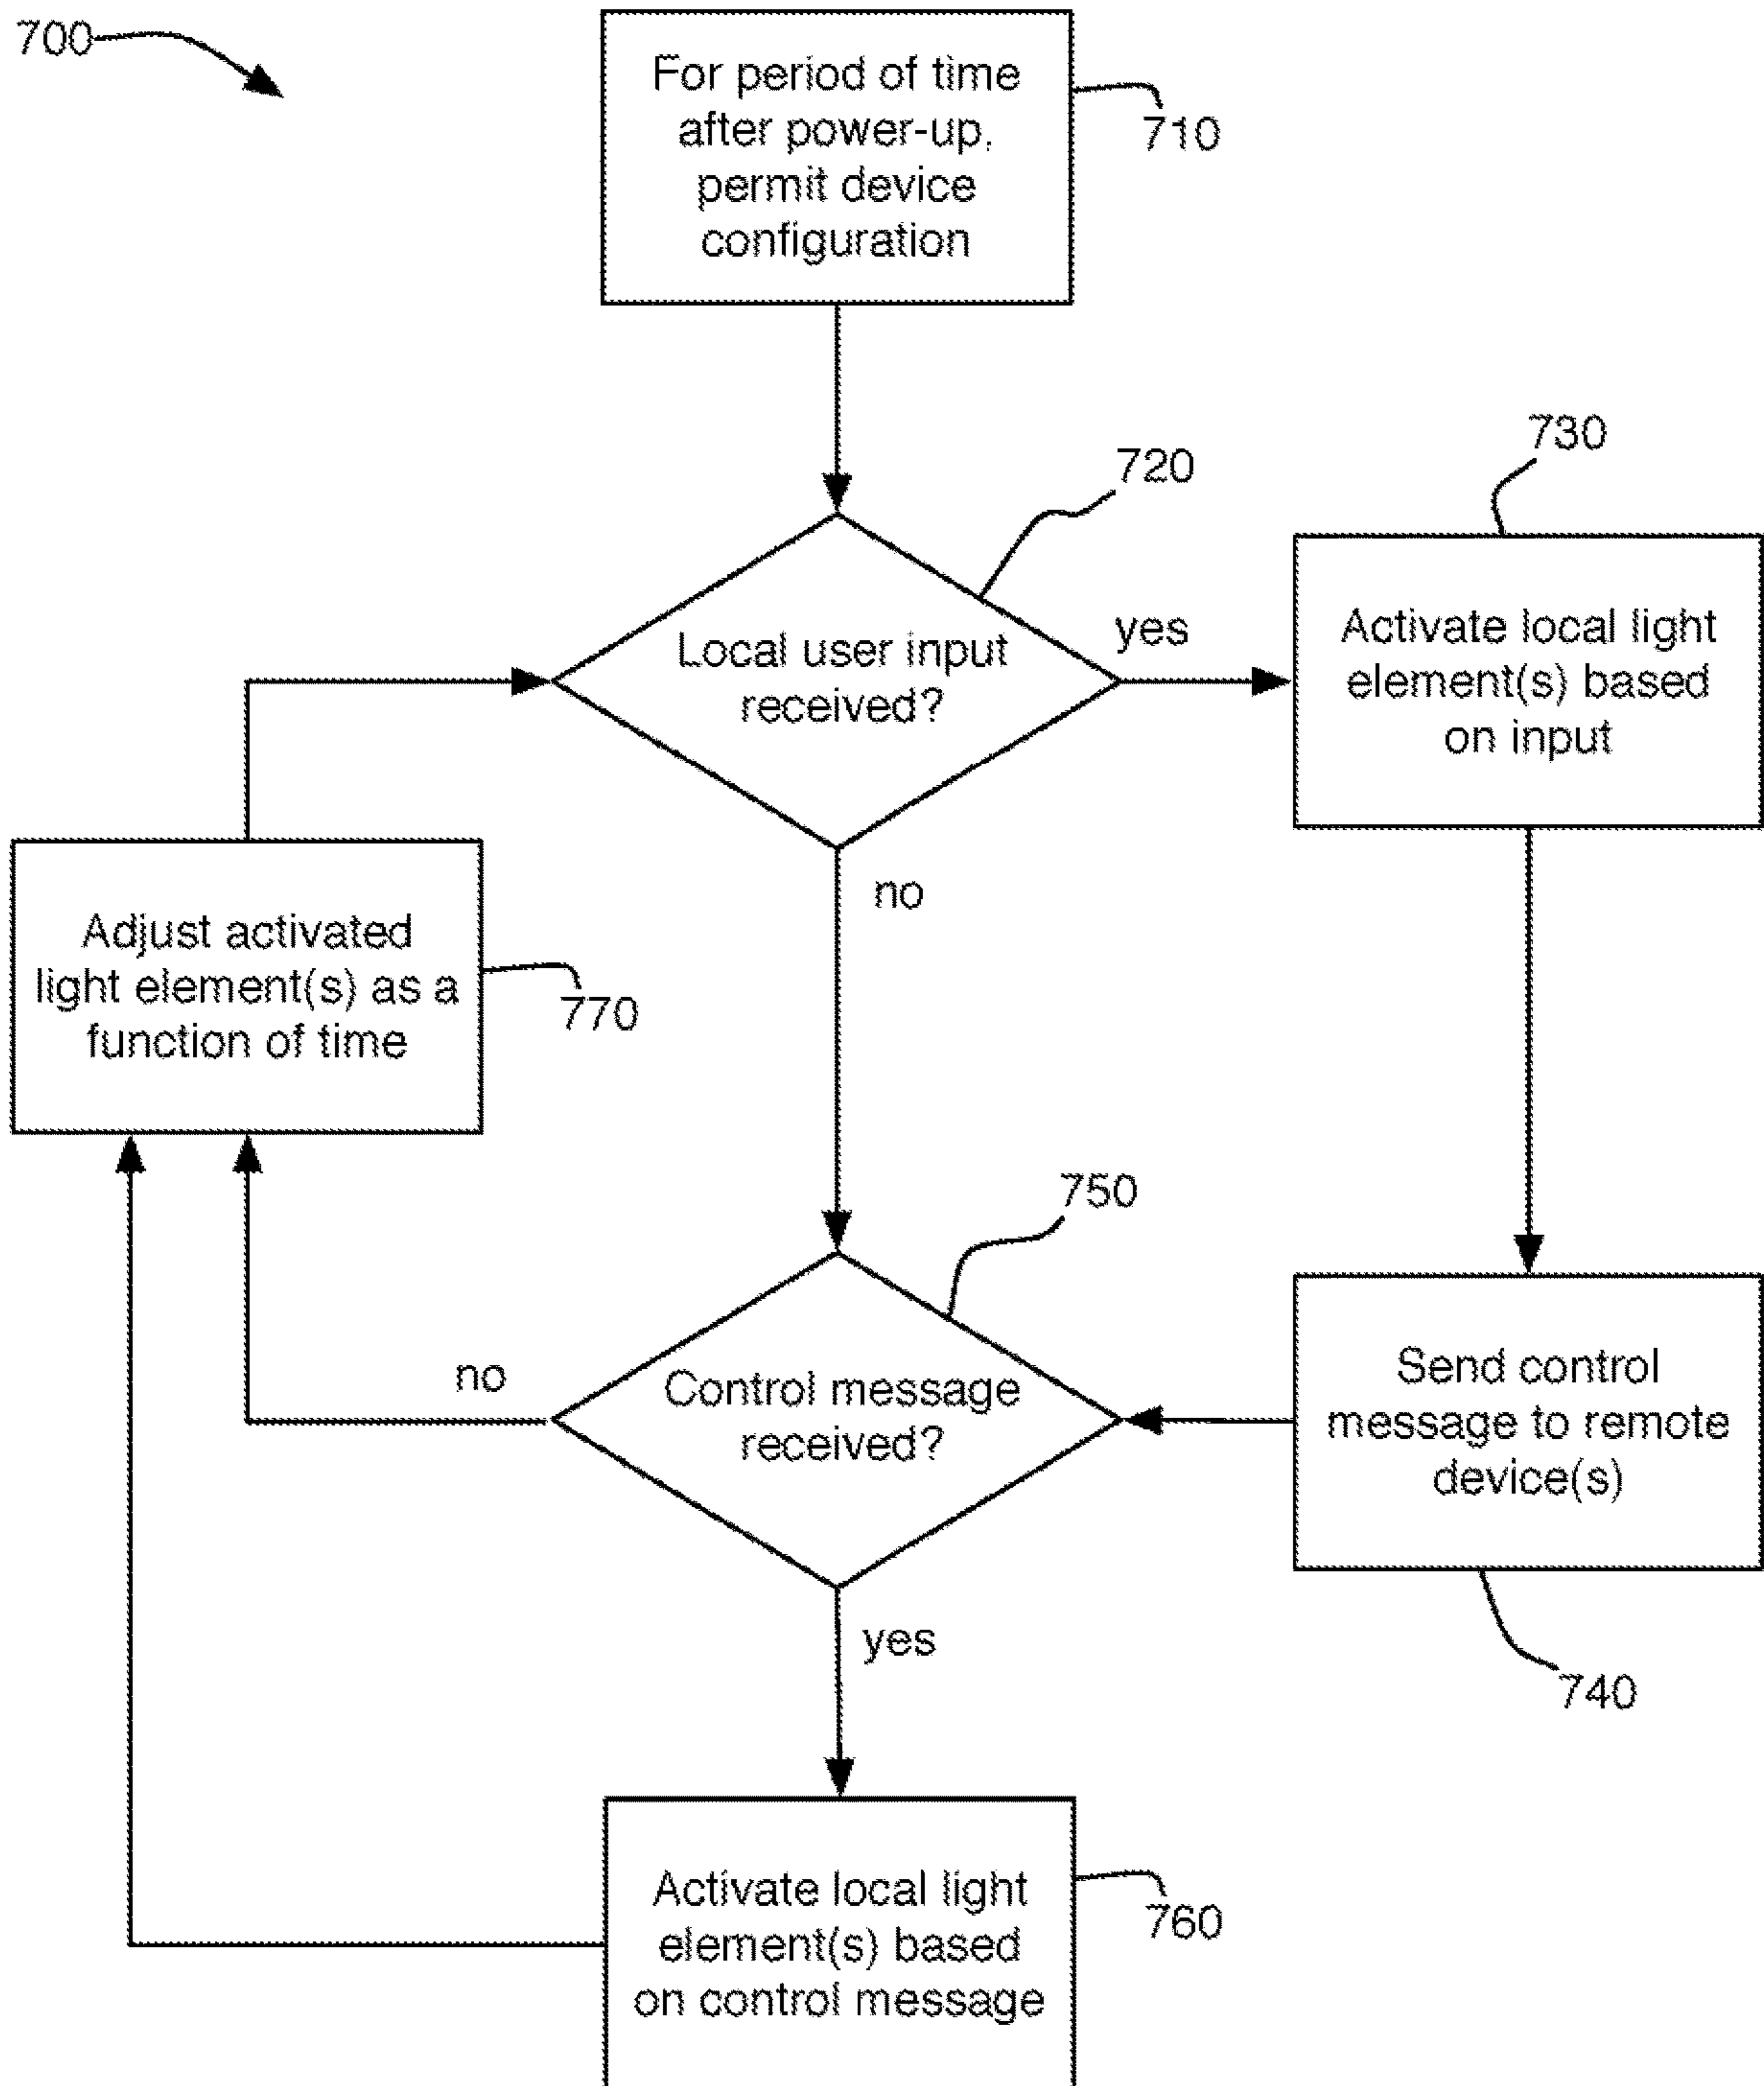 700
For period of time
after power-up,
permit device
configuration
710
720
730
Local user input
received?
yes
Activate local light
element(s) based
on input
no
Adjust activated
light element(s) as a
function of time
770
750
Control message
received?
no
Send control
message to remote
device(s)
yes
740
Activate local light
element(s) based
on control message
760